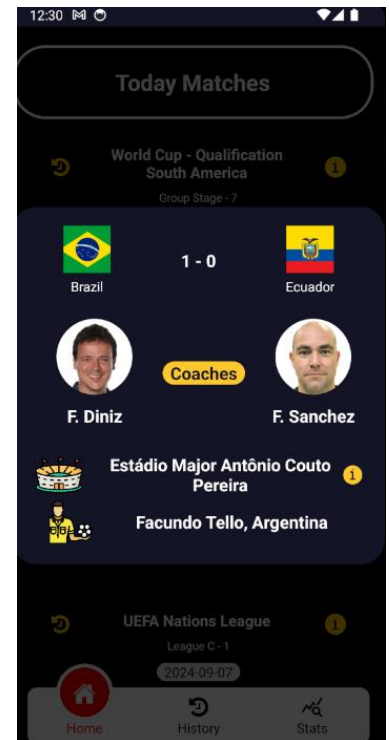 12:30
Today Matches
World Cup - Qualification
South America
Group Stage - 7
1 - 0
Brazil
Ecuador
Coaches
F. Diniz
F. Sanchez
Estádio Major Antônio Couto
Pereira
Facundo Tello, Argentina
UEFA Nations League
League C - 1
2024-09-07
Home
History
Stats